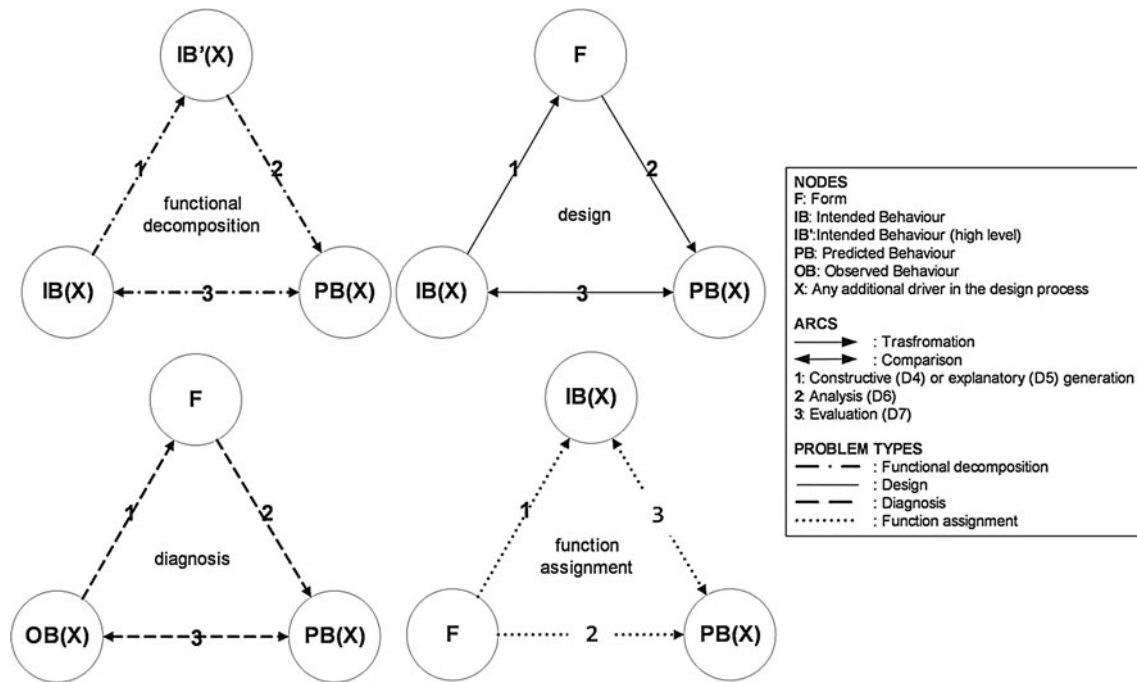 IB'(X)
1
2
functional
decomposition
IB(X)
3
PB(X)
F
1
2
design
IB(X)
3
PB(X)
F
1
2
diagnosis
OB(X)
3
PB(X)
IB(X)
1
3
function
assignment
F
2
PB(X)
NODES
F: Form
IB: Intended Behaviour
IB':Intended Behaviour (high level)
PB: Predicted Behaviour
OB: Observed Behaviour
X: Any additional driver in the design process
ARCS
: Trasfromation
: Comparison
1: Constructive (D4) or explanatory (D5) generation
2: Analysis (D6)
3: Evaluation (D7)
PROBLEM TYPES
: Functional decomposition
: Design
: Diagnosis
: Function assignment